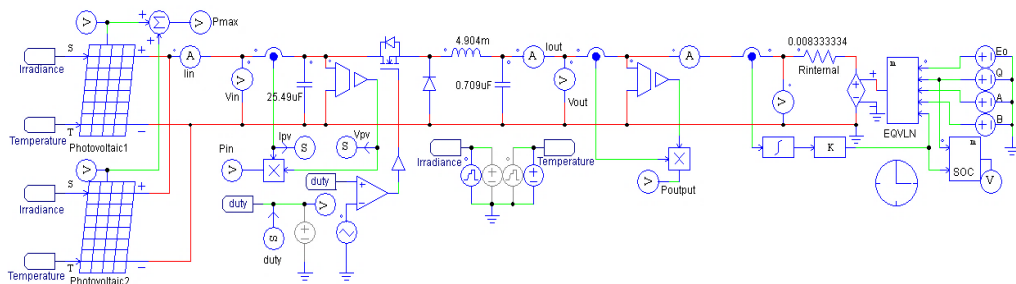 V
Σ
V
Pmax
S
Irradiance
Temperature
T
Photovoltaic1
A
Iin
V
Vin
25.49uF
4.904m
0.709uF
A
Iout
V
Vout
A
V
0.008333334
Rinternal
m
EQVLN
Eo
Q
A
B
V
S
Irradiance
Temperature
T
Photovoltaic2
Pin
V
Ipv
S
Vpv
S
duty
duty
V
S
duty
Irradiance
Temperature
V
Poutput
∫
K
m
SOC
V